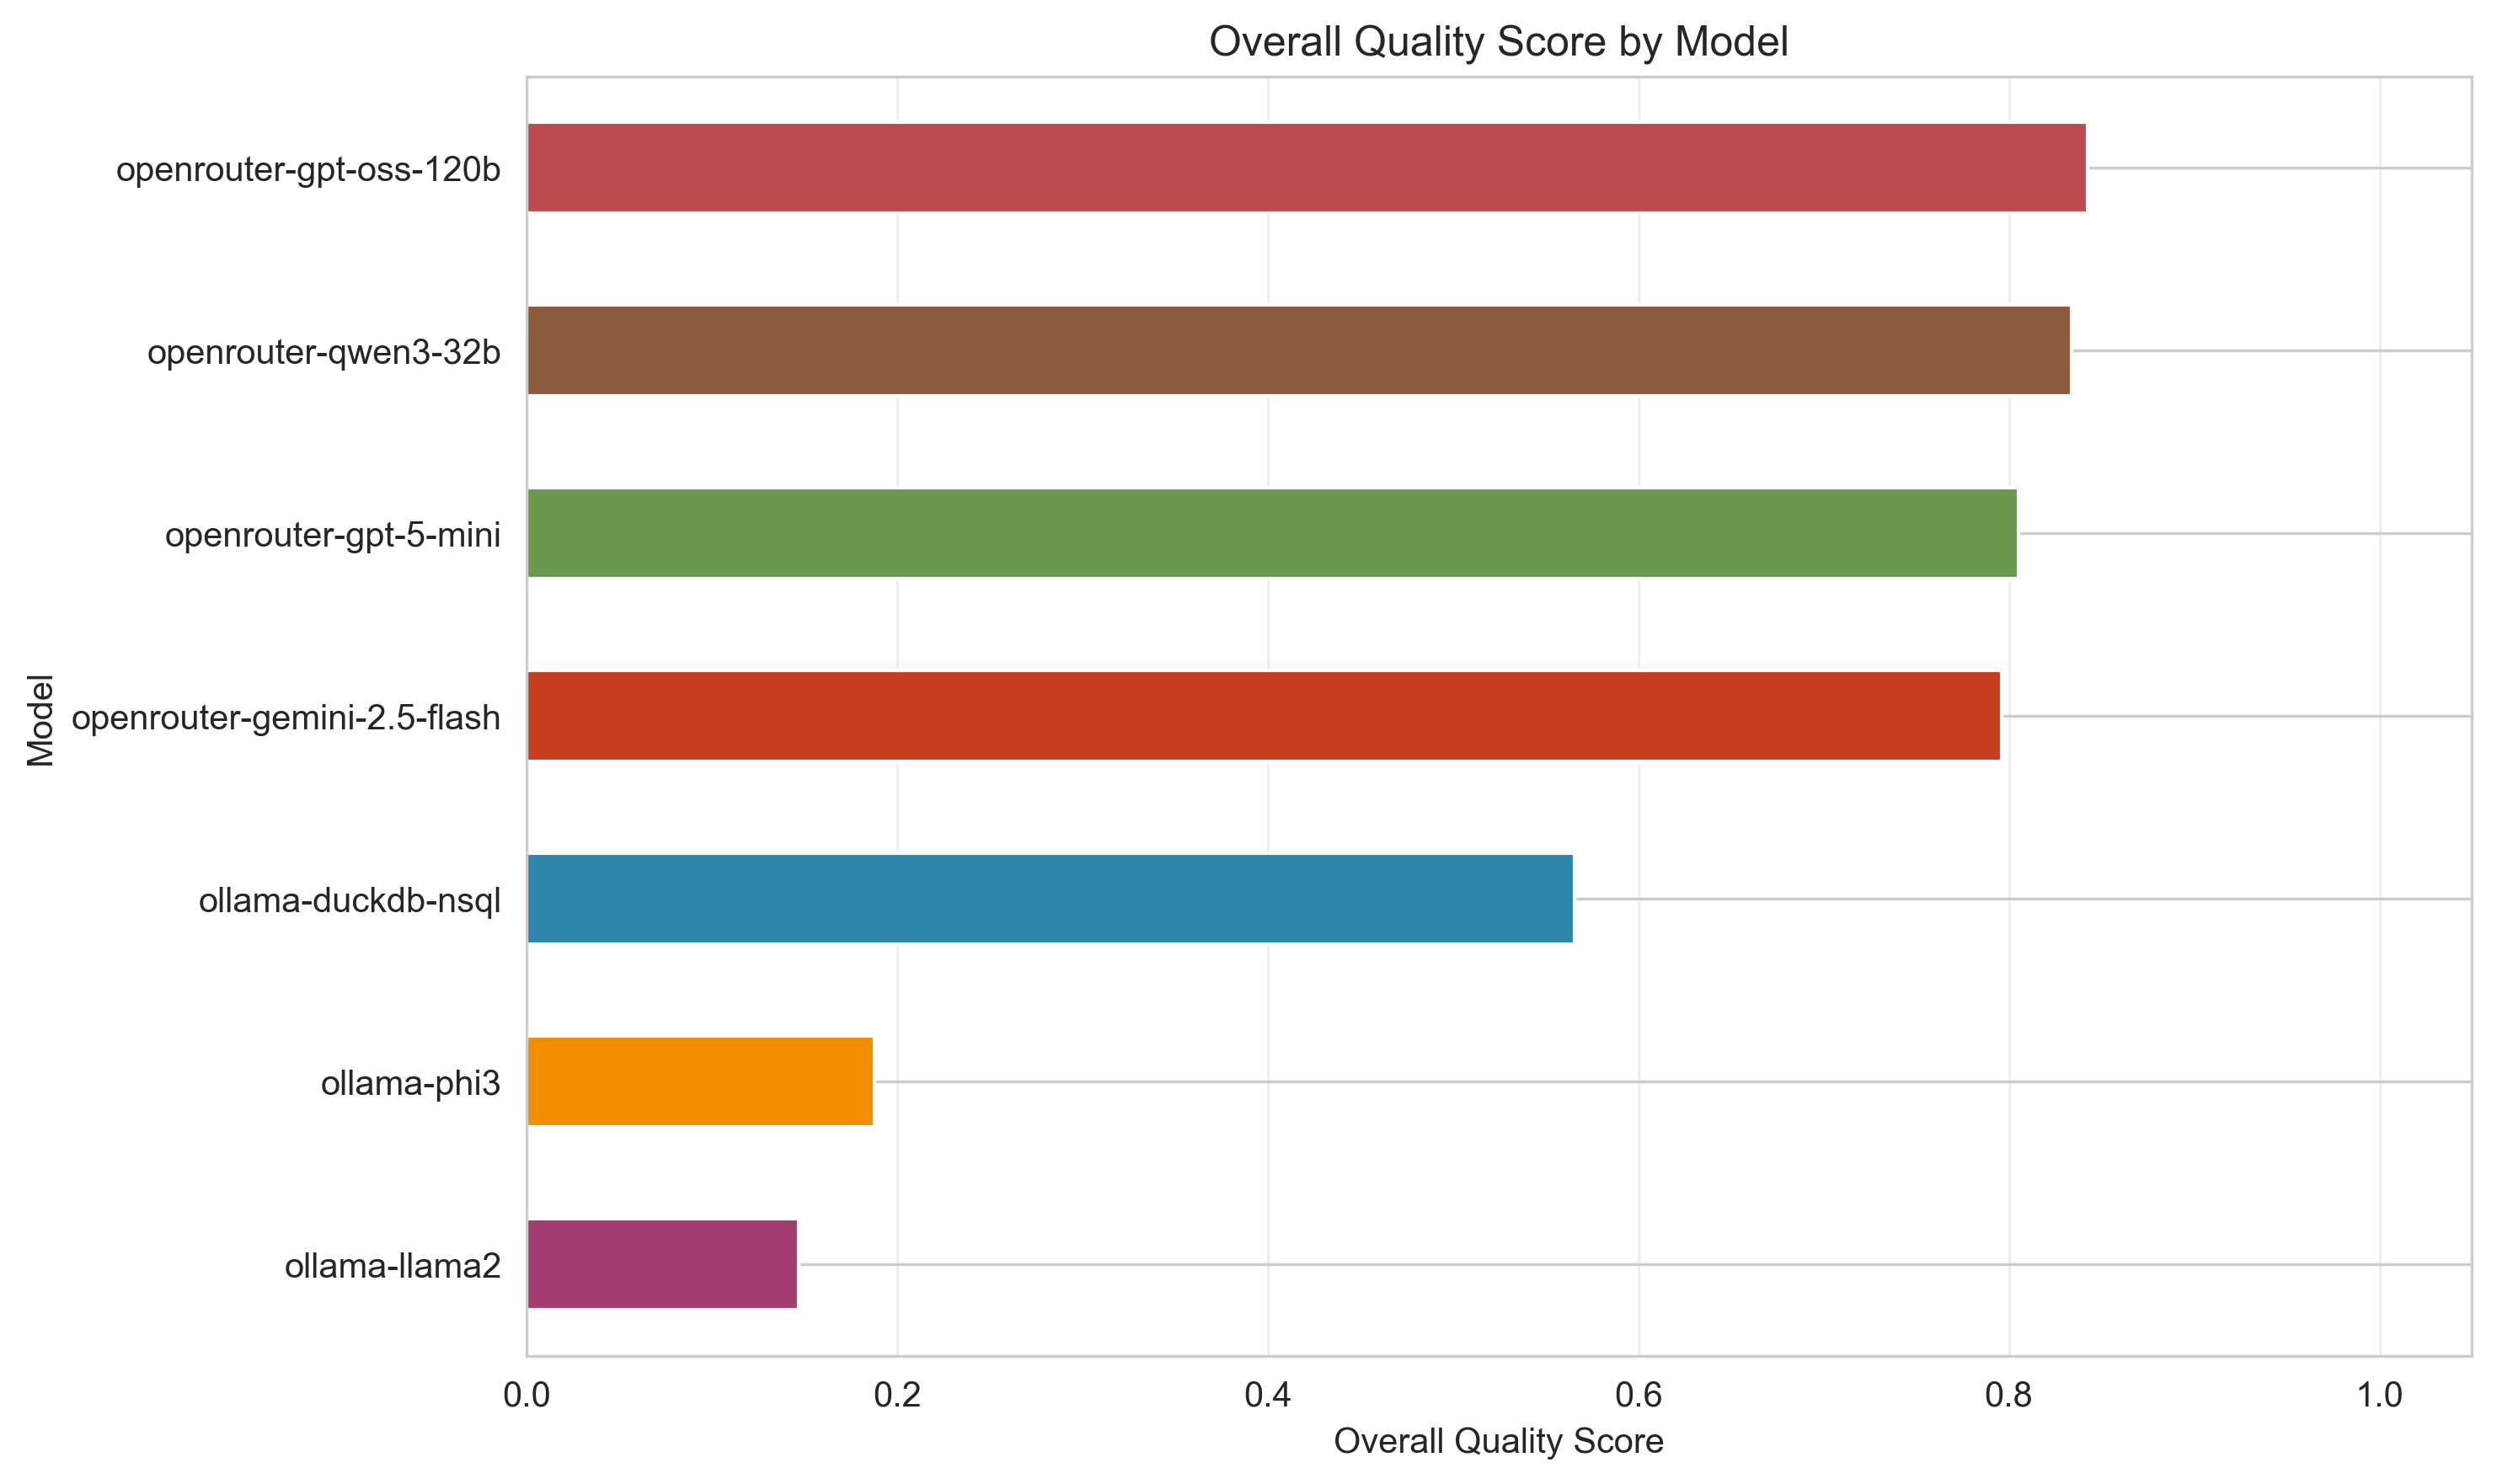 Overall Quality Score by Model
openrouter-gpt-oss-120b
openrouter-qwen3-32b
openrouter-gpt-5-mini
openrouter-gemini-2.5-flash
ollama-duckdb-nsql
ollama-phi3
ollama-llama2
Model
0.0 0.2 0.4 0.6 0.8 1.0
Overall Quality Score